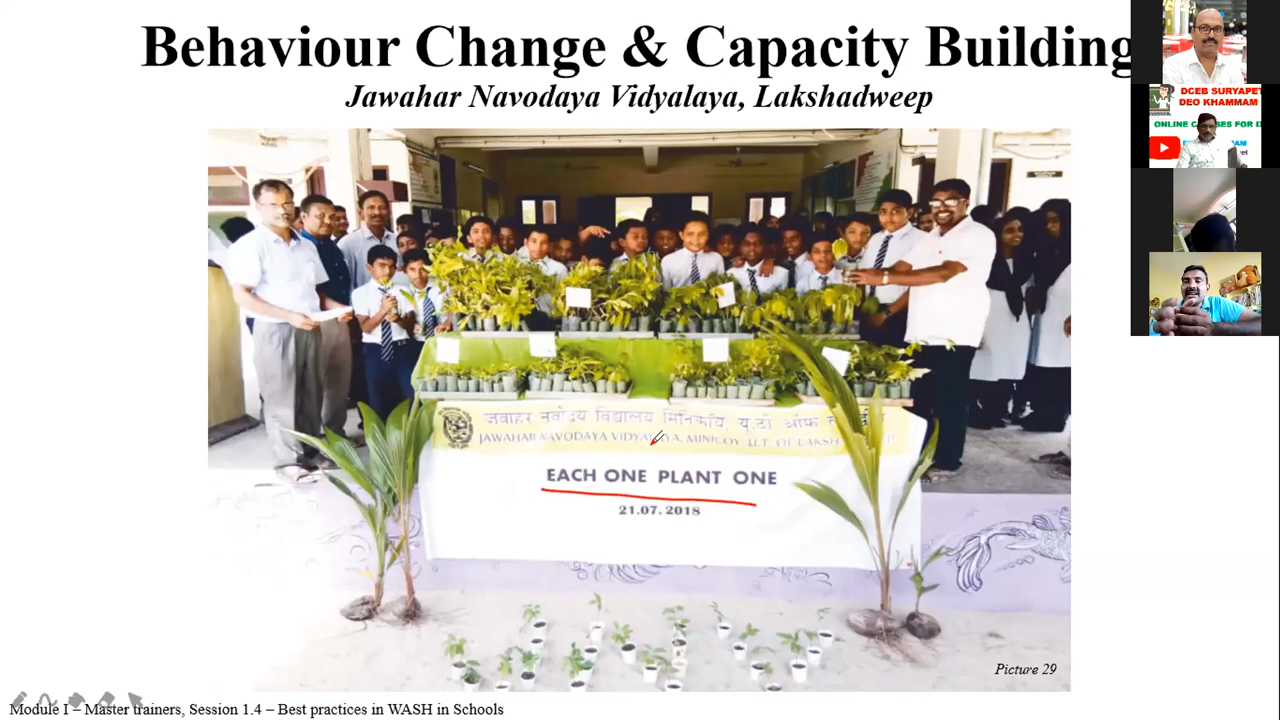 Behaviour Change & Capacity Building
Jawahar Navodaya Vidyalaya, Lakshadweep
जवाहर नवोदय विद्यालय मिनिकॉय, यू.टी ऑफ
JAWAHAR NAVODAYA VIDYALAYA, MINICOY U.T. OF
EACH ONE PLANT ONE
21.07.2018
Picture 29
Module I – Master trainers, Session 1.4 – Best practices in WASH in Schools
DCEB SURYAPET
DEO KHAMMAM
ONLINE
FOR